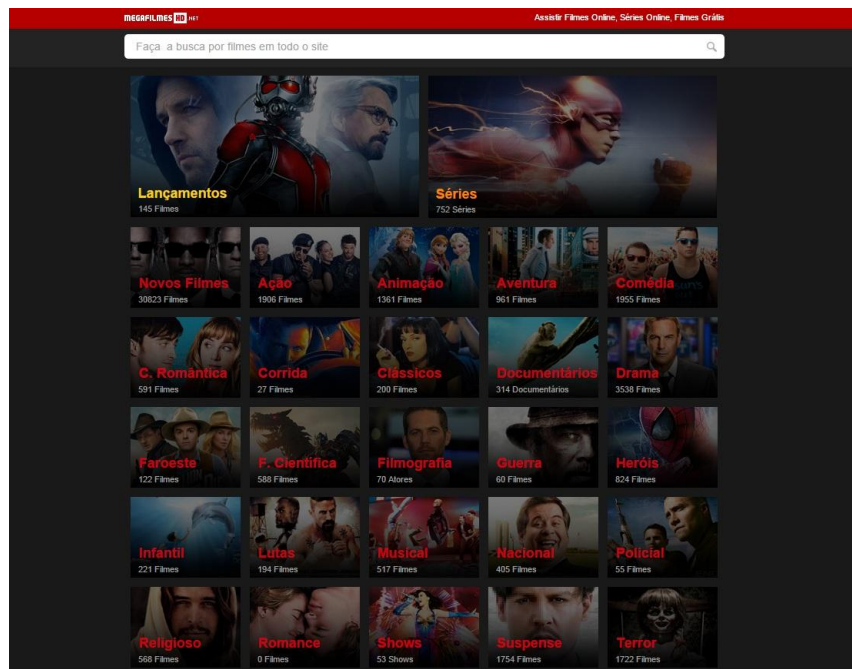 MEGAFILMES HD .NET
Assistir Filmes Online, Séries Online, Filmes Grátis
Faça a busca por filmes em todo o site
Lançamentos
145 Filmes
Séries
752 Séries
Novos Filmes
30823 Filmes
Ação
1906 Filmes
Animação
1361 Filmes
Aventura
961 Filmes
Comédia
1955 Filmes
C. Romântica
591 Filmes
Corrida
27 Filmes
Clássicos
200 Filmes
Documentários
314 Documentários
Drama
3538 Filmes
Faroeste
122 Filmes
F. Científica
588 Filmes
Filmografia
70 Atores
Guerra
60 Filmes
Heróis
824 Filmes
Infantil
221 Filmes
Lutas
194 Filmes
Musical
517 Filmes
Nacional
405 Filmes
Policial
55 Filmes
Religioso
568 Filmes
Romance
0 Filmes
Shows
53 Shows
Suspense
1754 Filmes
Terror
1722 Filmes